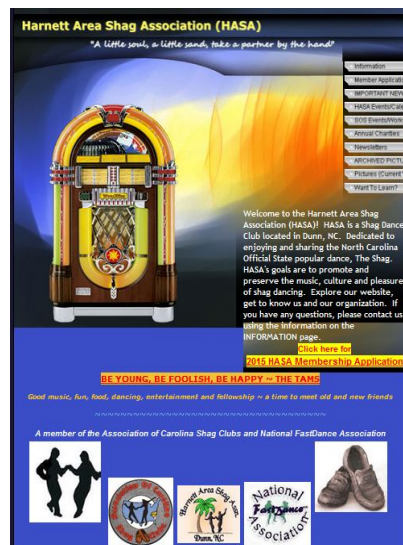 Harnett Area Shag Association (HASA)
"A little soul, a little sand, take a partner by the hand"
Information
Member Applicatio
IMPORTANT NEW
HASA Events/Cale
SOS Events/Work
Annual Charities
Newsletters
ARCHIVED PICTU
Pictures (Current
Want To Learn?
Welcome to the Harnett Area Shag
Association (HASA)! HASA is a Shag Dance
Club located in Dunn, NC. Dedicated to
enjoying and sharing the North Carolina
Official State popular dance, The Shag.
HASA's goals are to promote and
preserve the music, culture and pleasure
of shag dancing. Explore our website,
get to know us and our organization. If
you have any questions, please contact us
using the information on the
INFORMATION page.
Click here for
2015 HASA Membership Application
BE YOUNG, BE FOOLISH, BE HAPPY ~ THE TAMS
Good music, fun, food, dancing, entertainment and fellowship ~ a time to meet old and new friends
~~~~~~~~~~~~~~~~~~~~~~~~~~~~~~~~~~~~
A member of the Association of Carolina Shag Clubs and National FastDance Association
Harnett Area Shag Assoc.
Dunn, NC
National
FastDance
Association